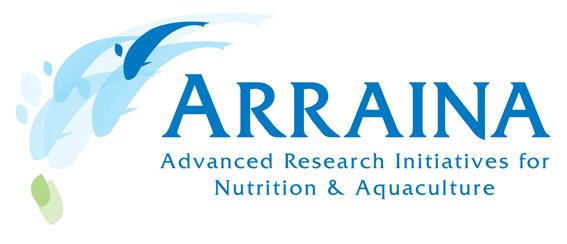 ARRAINA
Advanced Research Initiatives for
Nutrition & Aquaculture